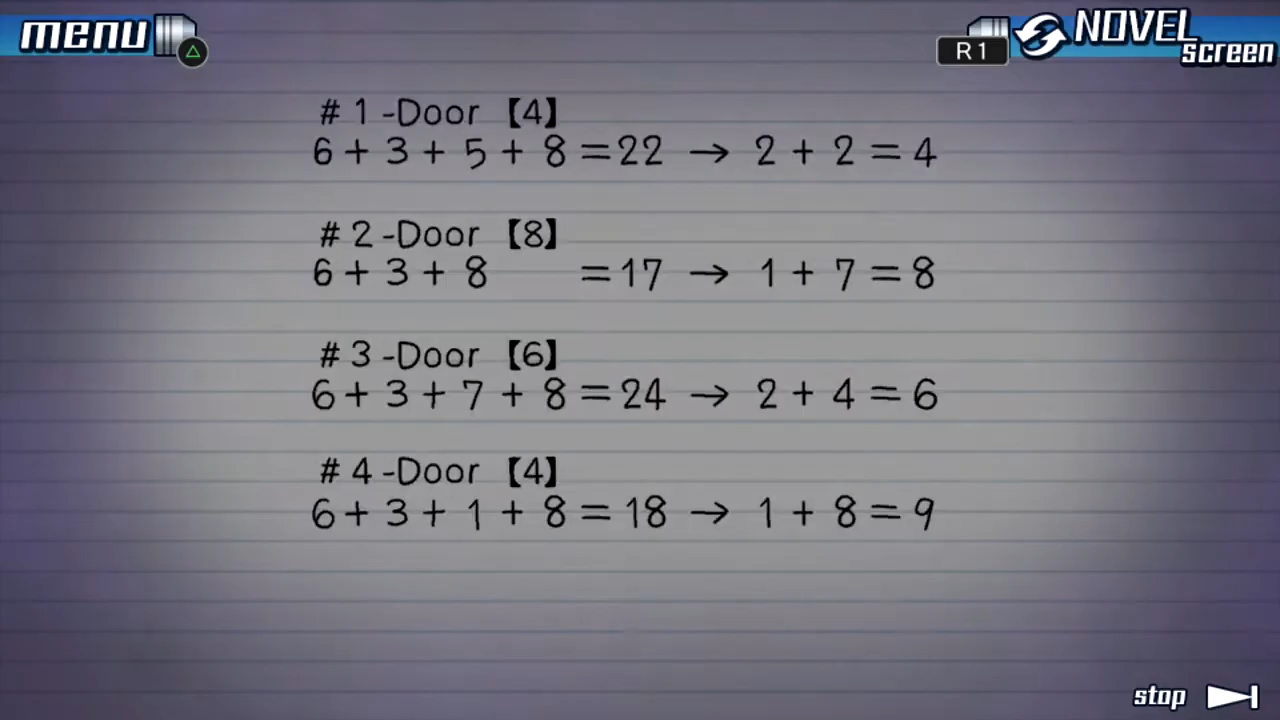 menu
R1
NOVEL
screen
# 1 -Door 【4】
6 + 3 + 5 + 8 = 22 → 2 + 2 = 4
# 2 -Door 【8】
6 + 3 + 8 = 17 → 1 + 7 = 8
# 3 -Door 【6】
6 + 3 + 7 + 8 = 24 → 2 + 4 = 6
# 4 -Door 【4】
6 + 3 + 1 + 8 = 18 → 1 + 8 = 9
stop